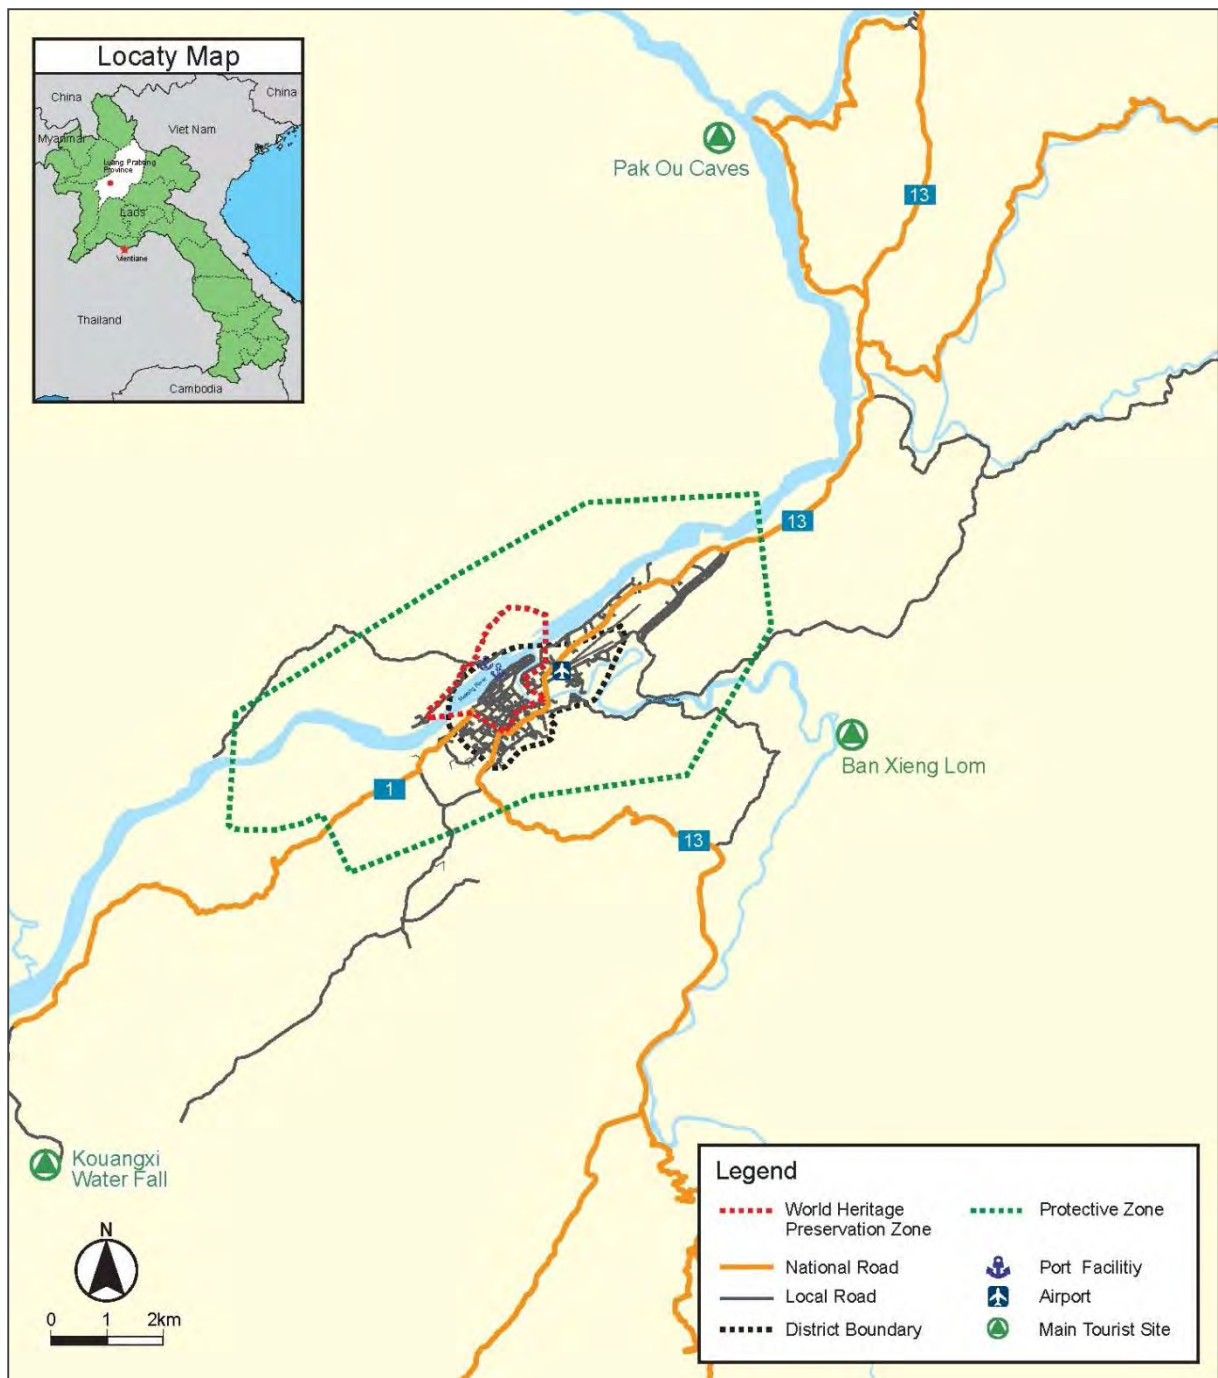 Locaty Map
China
China
Myanmar
Viet Nam
Luang Prabang
Province
Laos
Vientiane
Thailand
Cambodia
Pak Ou Caves
13
13
Mekong River
Ban Xieng Lom
1
13
Kouangxi
Water Fall
N
0 1 2km
Legend
World Heritage
Preservation Zone
Protective Zone
National Road
Port Facilitiy
Local Road
Airport
District Boundary
Main Tourist Site